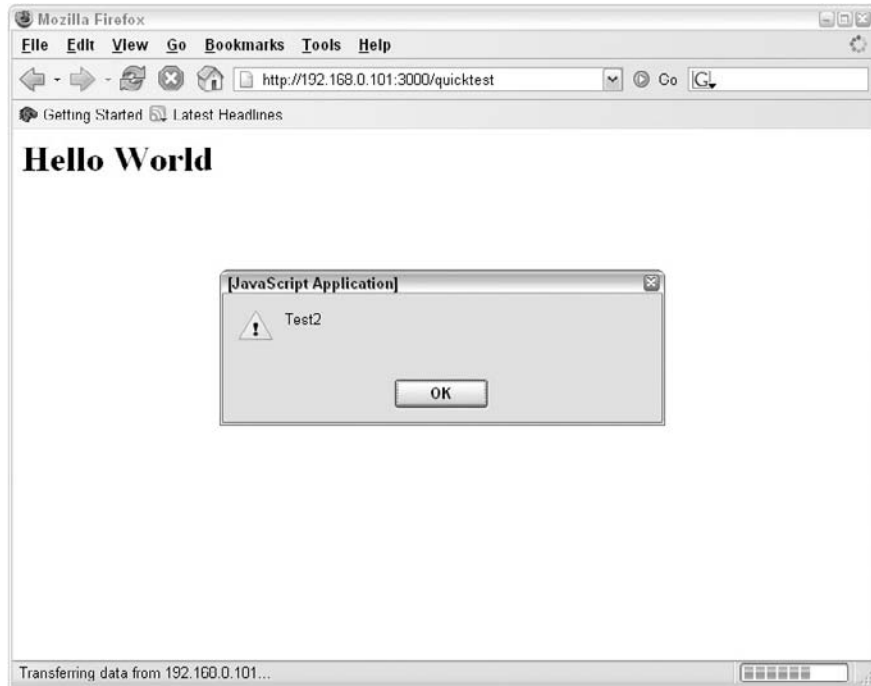 Mozilla Firefox
File Edit View Go Bookmarks Tools Help
http://192.168.0.101:3000/quicktest Go G
Getting Started Latest Headlines
Hello World
[JavaScript Application]
Test2
OK
Transferring data from 192.168.0.101...